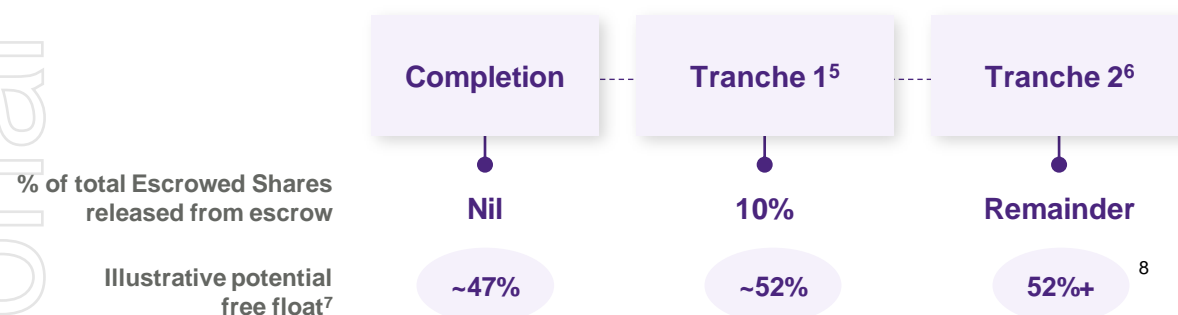 Completion
Tranche 1⁵
Tranche 2⁶
% of total Escrowed Shares
released from escrow
Nil
10%
Remainder
Illustrative potential
free float⁷
~47%
~52%
52%+
8